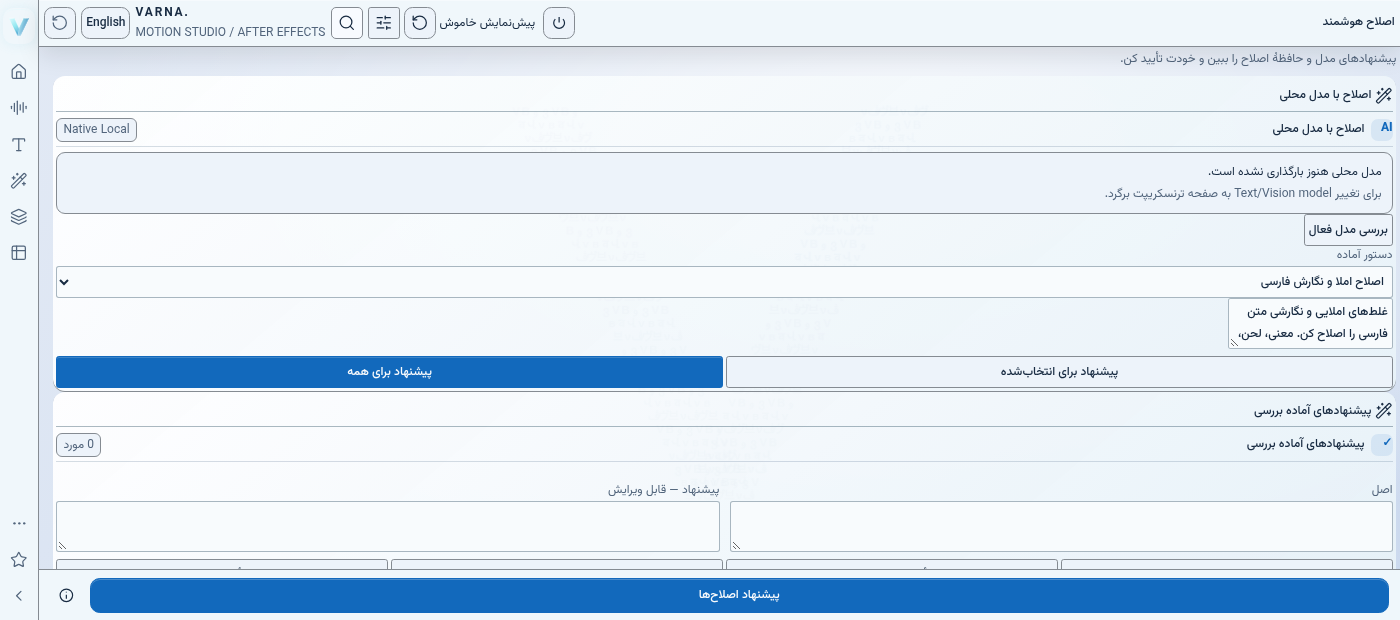 اصلاح هوشمند
پیش‌نمایش خاموش
VARNA.
MOTION STUDIO / AFTER EFFECTS
English
پیشنهادهای مدل و حافظهٔ اصلاح را ببین و خودت تأیید کن.
اصلاح با مدل محلی
AI
اصلاح با مدل محلی
Native Local
مدل محلی هنوز بارگذاری نشده است.
برای تغییر Text/Vision model به صفحه ترنسکریپت برگرد.
بررسی مدل فعال
دستور آماده
اصلاح املا و نگارش فارسی
غلط‌های املایی و نگارشی متن
فارسی را اصلاح کن. معنی، لحن،
پیشنهاد برای انتخاب‌شده
پیشنهاد برای همه
پیشنهادهای آماده بررسی
پیشنهادهای آماده بررسی
0 مورد
اصل
پیشنهاد — قابل ویرایش
پیشنهاد اصلاح‌ها